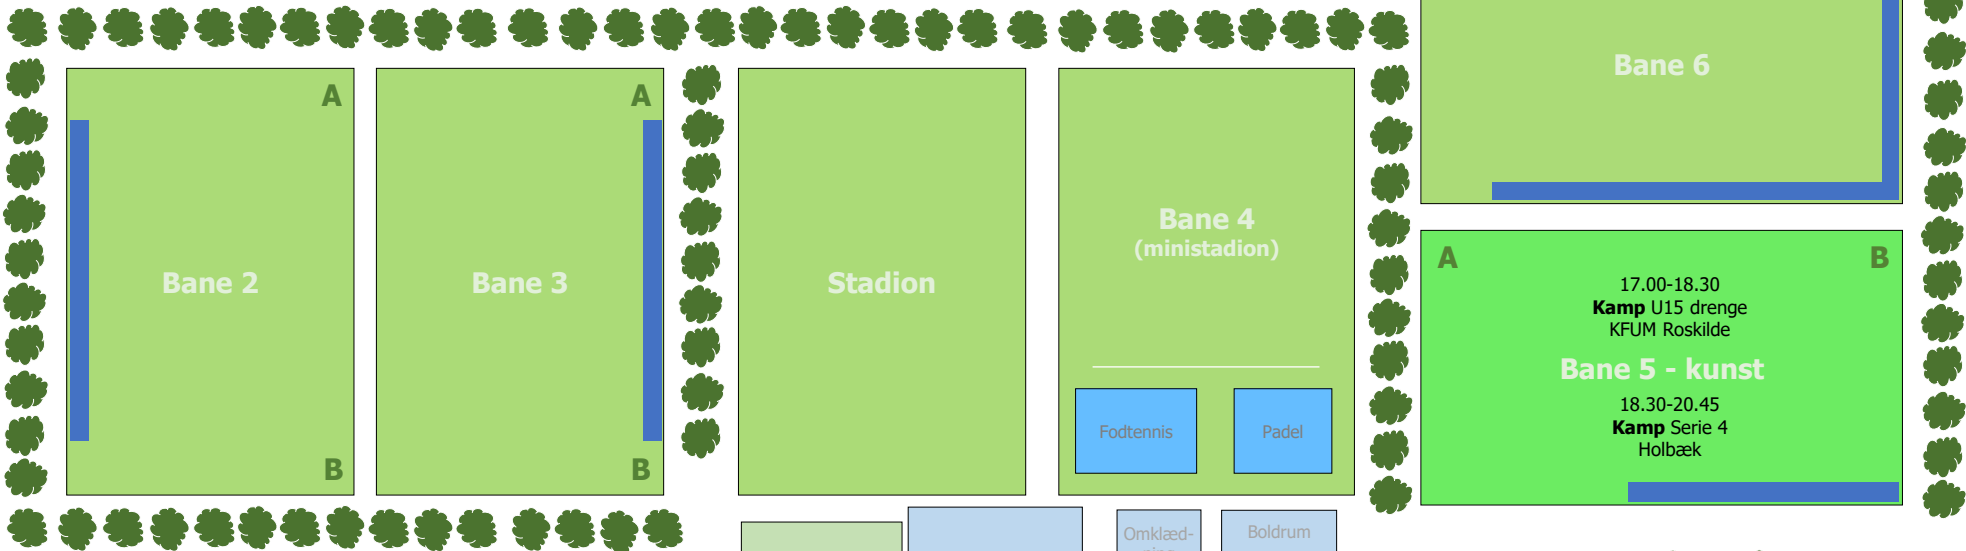 A
Bane 2
B
A
Bane 3
B
Stadion
Bane 4
(ministadion)
Fodtennis
Padel
Bane 6
A
B
17.00-18.30
Kamp U15 drenge
KFUM Roskilde
Bane 5 - kunst
18.30-20.45
Kamp Serie 4
Holbæk
Omklæd-
Boldrum